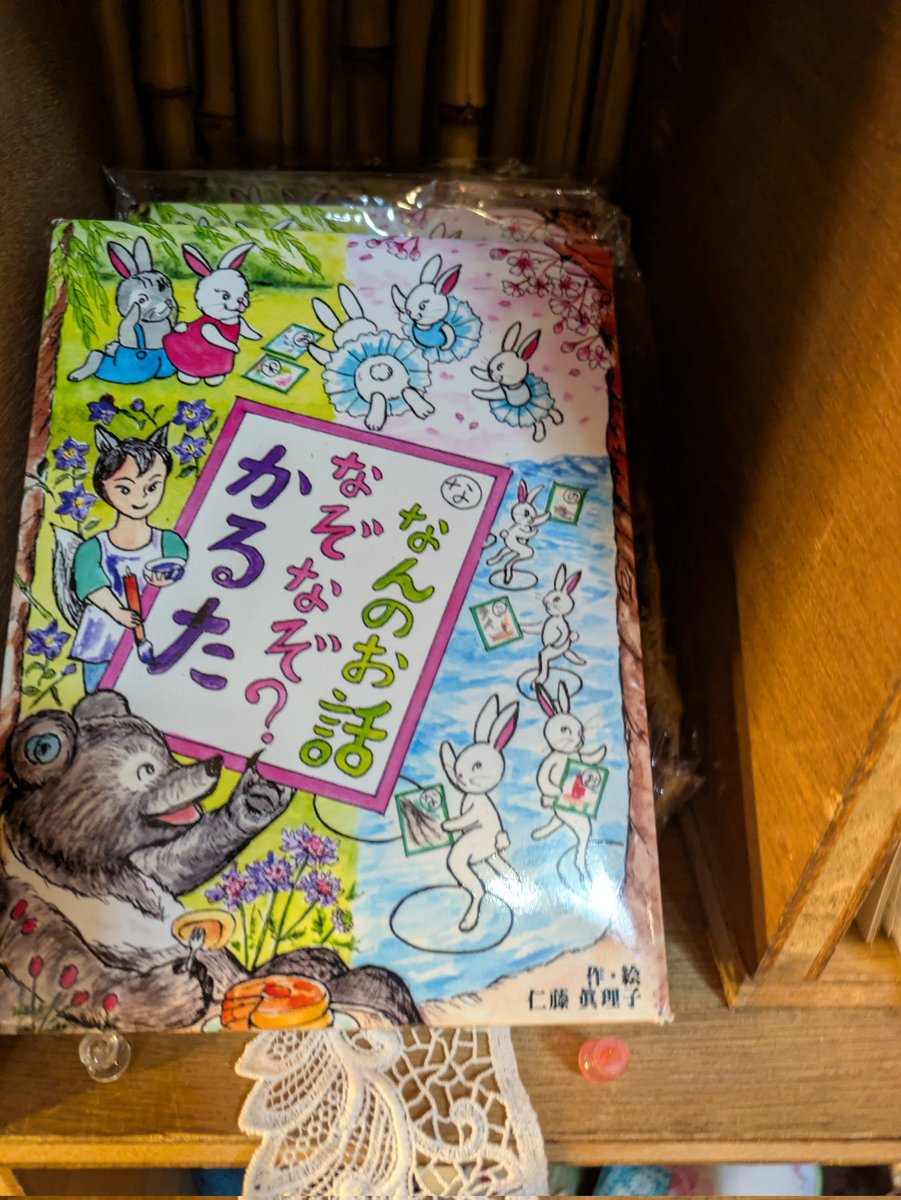 な
なんのお話
なぞなぞ?
かるた
作・絵
仁藤 眞理子